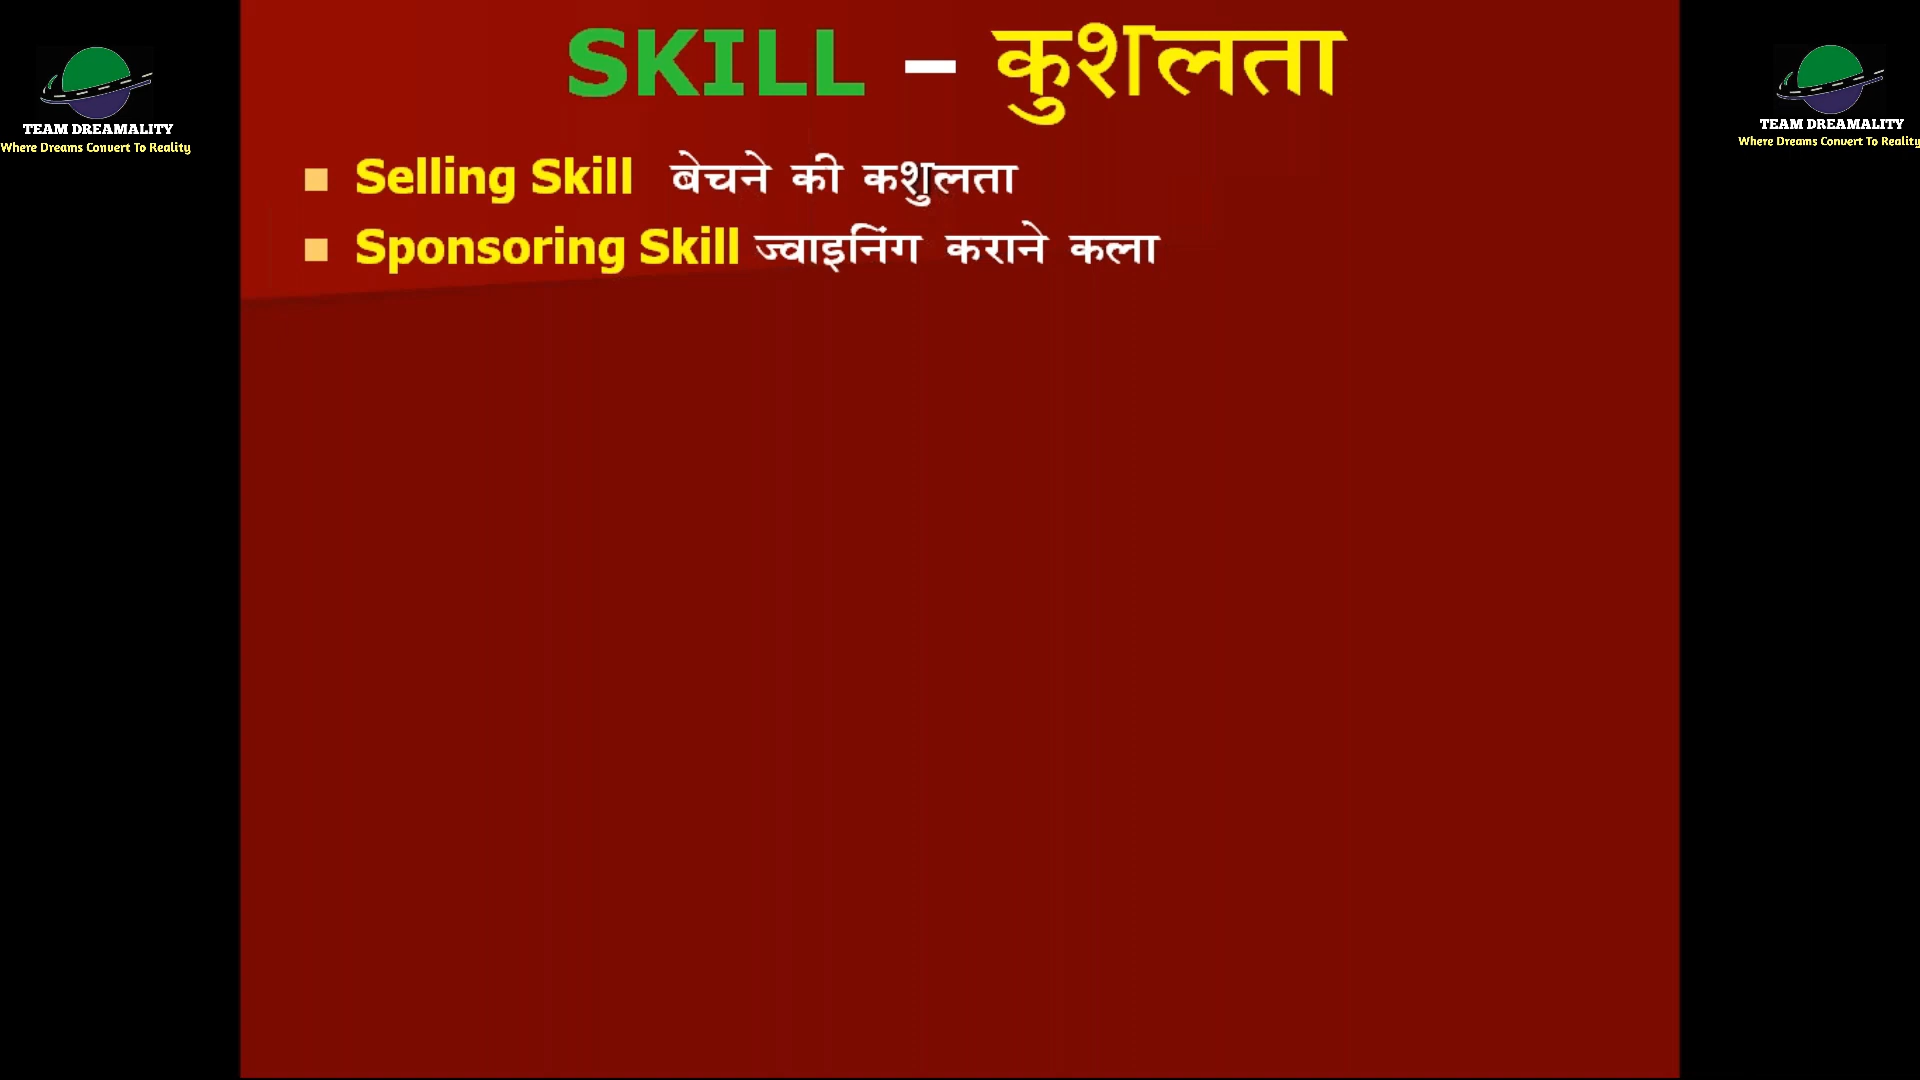 SKILL – कुशलता
TEAM DREAMALITY
Where Dreams Convert To Reality
TEAM DREAMALITY
Where Dreams Convert To Reality
Selling Skill बेचने की कशुलता
Sponsoring Skill ज्वाइनिंग कराने कला